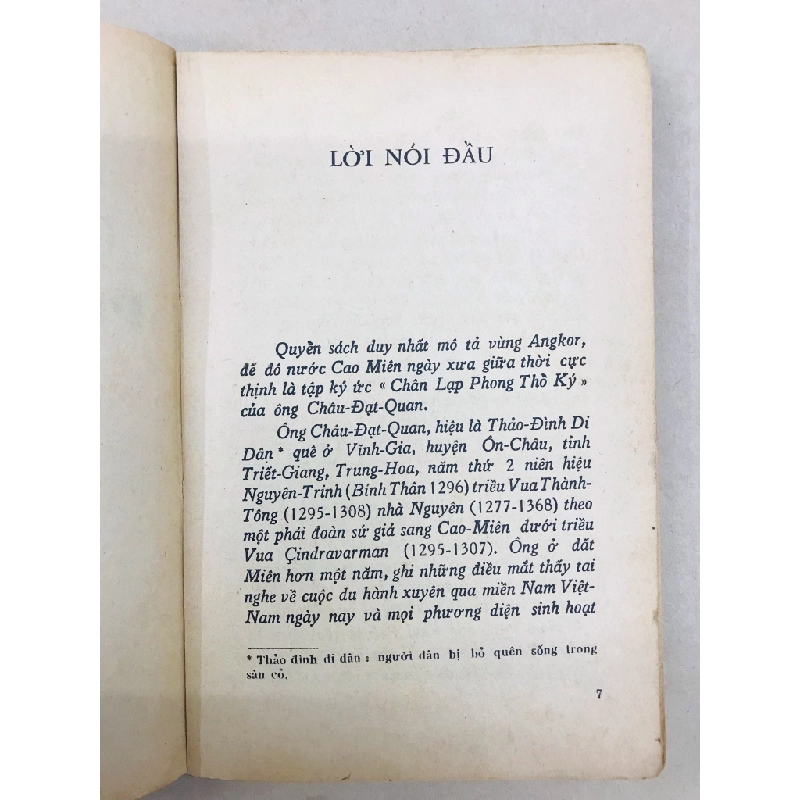 LỜI NÓI ĐẦU
Quyển sách duy nhất mô tả vùng Angkor,
đế đô nước Cao Miên ngày xưa giữa thời cực
thịnh là tập ký ức « Chân Lạp Phong Thổ Ký »
của ông Châu-Đạt-Quan.
Ông Châu-Đạt-Quan, hiệu là Thảo-Đình Di
Dân * quê ở Vĩnh-Gia, huyện Ôn-Châu, tỉnh
Triết-Giang, Trung-Hoa, năm thứ 2 niên hiệu
Nguyên-Trinh (Bính Thân 1296) triều Vua Thành-
Tông (1295-1308) nhà Nguyên (1277-1368) theo
một phái đoàn sứ giả sang Cao-Miên dưới triều
Vua Çindravarman (1295-1307). Ông ở đất
Miên hơn một năm, ghi những điều mắt thấy tai
nghe về cuộc du hành xuyên qua miền Nam Việt-
Nam ngày nay và mọi phương diện sinh hoạt
* Thảo đình di dân : người dân bị bỏ quên sống trong
sân cỏ.
7